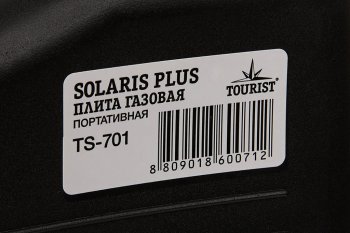 SOLARIS PLUS
ПЛИТА ГАЗОВАЯ
ПОРТАТИВНАЯ
TS-701
TOURIST
8 809018 600712